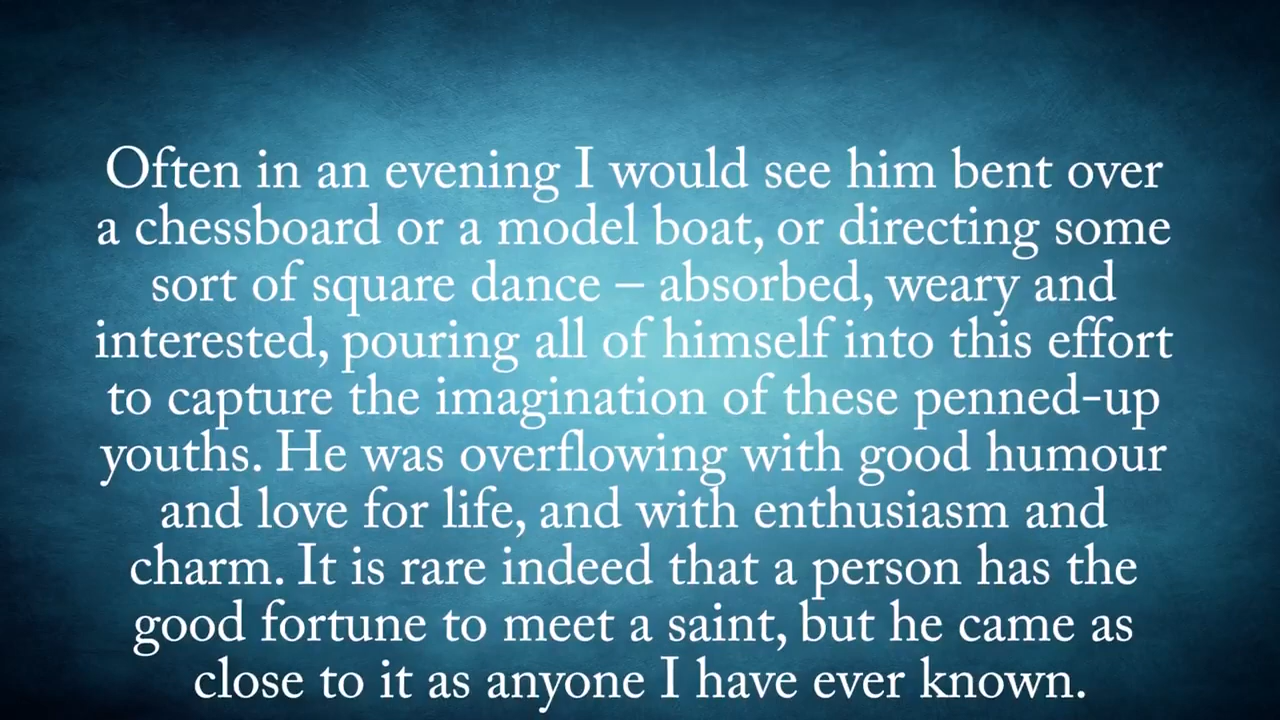 Often in an evening I would see him bent over
a chessboard or a model boat, or directing some
sort of square dance – absorbed, weary and
interested, pouring all of himself into this effort
to capture the imagination of these penned-up
youths. He was overflowing with good humour
and love for life, and with enthusiasm and
charm. It is rare indeed that a person has the
good fortune to meet a saint, but he came as
close to it as anyone I have ever known.